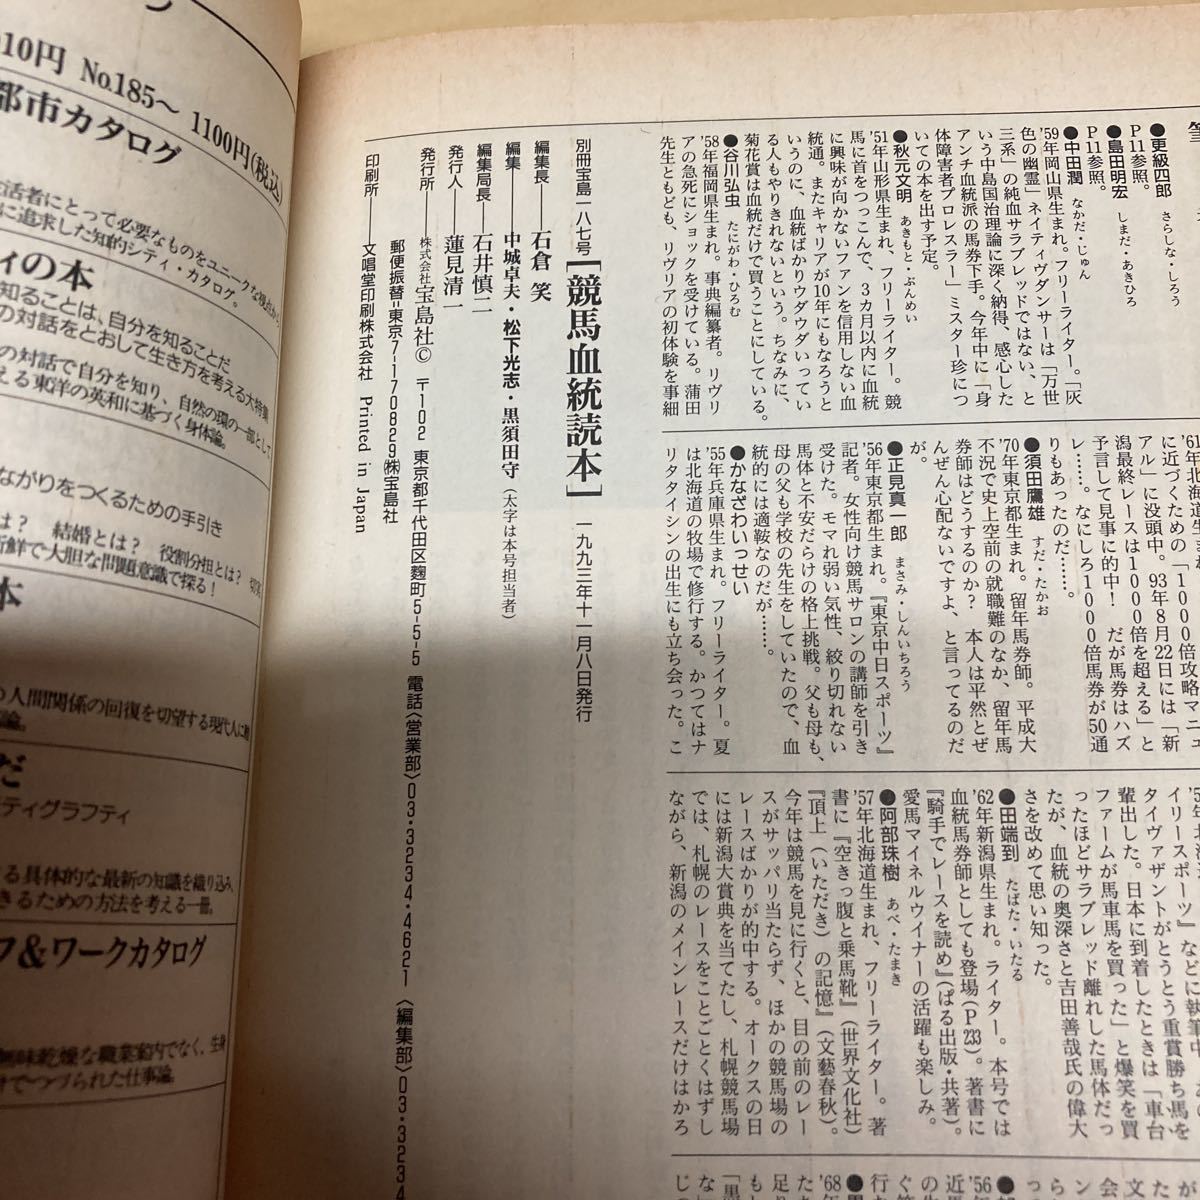 010円 No.185〜 1100円(税込)
都市カタログ
活者にとって必要なものをユニークな視点から
に追求した知的シティ・カタログ。
ィの本
知ることは、自分を知ることだ
の対話をとおして生き方を考える大特集
の対話で自分を知り、自然の環の一部として
える東洋の英和に基づく身体論。
ながりをつくるための手引き
は? 結婚とは? 役割分担とは? 切実
新鮮で大胆な問題意識で探る!
本
の人間関係の回復を切望する現代人に贈
論。
だ
ティグラフティ
る具体的な最新の知識を織り込み、
きるための方法を考える一冊。
フ&ワークカタログ
無味乾燥な職業案内でなく、生身
でつづられた仕事論。
●更級四郎 さらしな・しろう
P11参照。
●島田明宏 しまだ・あきひろ
P11参照。
●中田潤 なかだ・じゅん
'59年岡山県生まれ。フリーライター。「灰
色の幽霊」ネイティヴダンサーは「万世
三系」の純血サラブレッドではない、と
いう中島国治理論に深く納得、感心した
アンチ血統派の馬券下手。今年中に「身
体障害者プロレスラー」ミスター珍につ
いての本を出す予定。
●秋元文明 あきもと・ぶんめい
'51年山形県生まれ、フリーライター。競
馬に首をつっこんで、3カ月以内に血統
に興味が向かないファンを信用しない血
統通。またキャリアが10年にもなろうと
いうのに、血統ばかりウダウダいってい
る人もやりきれないという。ちなみに、
菊花賞は血統だけで買うことにしている。
●谷川弘虫 たにがわ・ひろむ
'58年福岡県生まれ。事典編纂者。リヴリ
アの急死にショックを受けている。蒲田
先生ともども、リヴリアの初体験を事細
'61年北海道生まれ
に近づくための「1000倍攻略マニュ
アル」に没頭中。93年8月22日には「新
潟最終レースは1000倍を超える」と
予言して見事に的中! だが馬券はハズ
レ……。なにしろ1000倍馬券が50通
りもあったのだ……。
●須田鷹雄 すだ・たかお
'70年東京都生まれ。留年馬券師。平成大
不況で史上空前の就職難のなか、留年馬
券師はどうするのか? 本人は平然とぜ
んぜん心配ないですよ、と言ってるのだ
が。
●正見真一郎 まさみ・しんいちろう
'56年東京都生まれ。『東京中日スポーツ』
記者。女性向け競馬サロンの講師を引き
受けた。モマれ弱い気性、絞り切れない
馬体と不安だらけの格上挑戦。父も母も、
母の父も学校の先生をしていたので、血
統的には適鞍なのだが……。
●かなざわいっせい
'55年兵庫県生まれ。フリーライター。夏
は北海道の牧場で修行する。かつてはナ
リタタイシンの出生にも立ち会った。こ
イリースポーツ』などに執筆中
タイヴァザントがとうとう重賞勝ち馬を
輩出した。日本に到着したときは「車台
ファームが馬車馬を買った」と爆笑を買
ったほどサラブレッド離れした馬体だっ
たが、血統の奥深さと吉田善哉氏の偉大
さを改めて思い知った。
●田端到 たばた・いたる
'62年新潟県生まれ。ライター。本号では
血統馬券師としても登場(P233)。著書に
『騎手でレースを読め』(ぱる出版・共著)。
愛馬マイネルウイナーの活躍も楽しみ。
●阿部珠樹 あべ・たまき
'57年北海道生まれ、フリーライター。著
書に『空きっ腹と乗馬靴』(世界文化社)
『頂上(いただき)の記憶』(文藝春秋)。
今年は競馬を見に行くと、目の前のレー
スがサッパリ当たらず、ほかの競馬場の
レースばかりが的中する。オークスの日
には新潟大賞典を当てたし、札幌競馬場
では、札幌のレースをことごとくはずし
ながら、新潟のメインレースだけはかろ
別冊宝島一八七号[競馬血統読本] 一九九三年十一月八日発行
編集長——石倉 笑
編集——中城卓夫・松下光志・黒須田守(太字は本号担当者)
編集局長——石井慎二
発行人——蓮見清一
発行所——株式会社宝島社© 〒102 東京都千代田区麴町5-5-5 電話〈営業部〉03・3234・4621 〈編集部〉03・3234
郵便振替=東京7-170829㈱宝島社
印刷所——文唱堂印刷株式会社 Printed in Japan